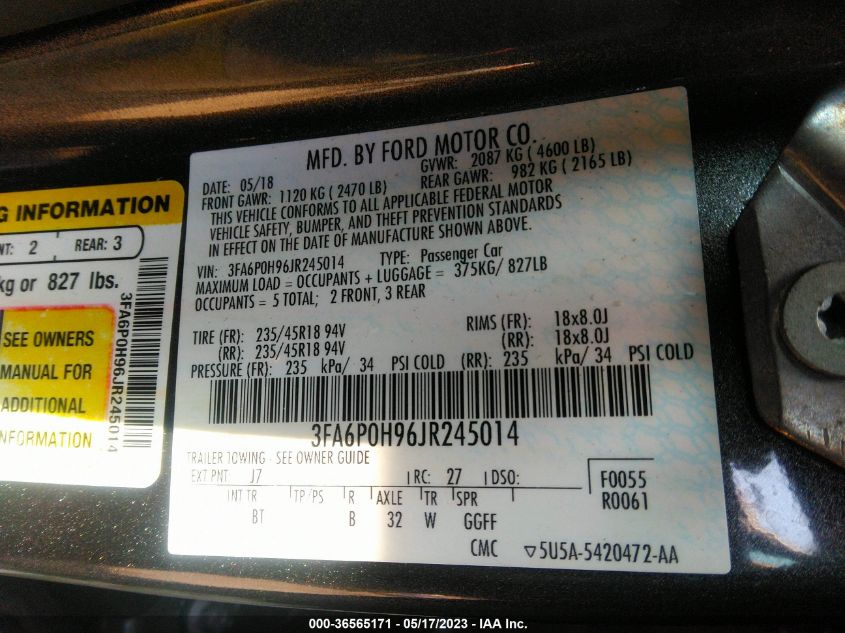 G INFORMATION
NT: 2 REAR: 3
kg or 827 lbs.
SEE OWNERS
MANUAL FOR
ADDITIONAL
INFORMATION
3FA6P0H96JR245014
MFD. BY FORD MOTOR CO.
DATE: 05/18 GVWR: 2087 KG ( 4600 LB)
FRONT GAWR: 1120 KG ( 2470 LB) REAR GAWR: 982 KG ( 2165 LB)
THIS VEHICLE CONFORMS TO ALL APPLICABLE FEDERAL MOTOR
VEHICLE SAFETY, BUMPER, AND THEFT PREVENTION STANDARDS
IN EFFECT ON THE DATE OF MANUFACTURE SHOWN ABOVE.
VIN: 3FA6P0H96JR245014 TYPE: Passenger Car
MAXIMUM LOAD = OCCUPANTS + LUGGAGE = 375KG/ 827LB
OCCUPANTS = 5 TOTAL; 2 FRONT, 3 REAR
TIRE (FR): 235/45R18 94V RIMS (FR): 18x8.0J
(RR): 235/45R18 94V (RR): 18x8.0J
PRESSURE (FR): 235 kPa/ 34 PSI COLD (RR): 235 kPa/ 34 PSI COLD
3FA6P0H96JR245014
TRAILER TOWING - SEE OWNER GUIDE
EXT PNT: J7 RC: 27 DSO: F0055
INT TR TP/PS R AXLE TR SPR R0061
BT B 32 W GGFF
CMC ▽5U5A-5420472-AA
000-36565171 - 05/17/2023 - IAA Inc.